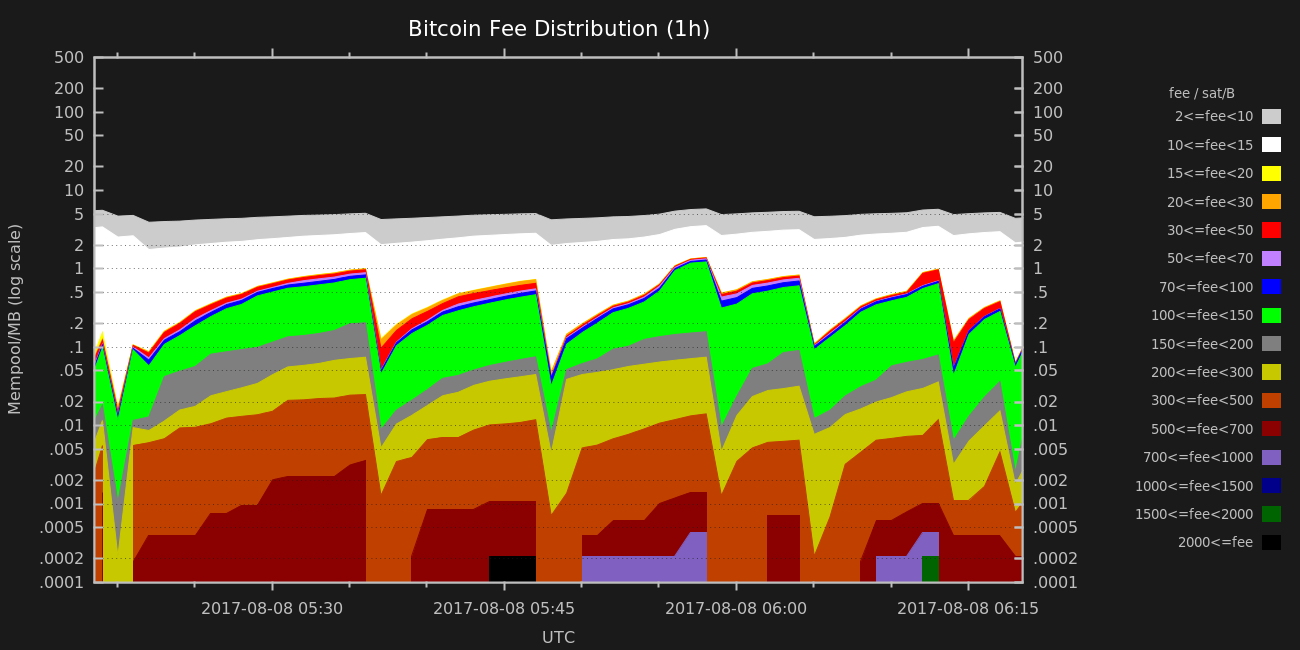 Bitcoin Fee Distribution (1h)
Mempool/MB (log scale)
500
200
100
50
20
10
5
2
1
.5
.2
.1
.05
.02
.01
.005
.002
.001
.0005
.0002
.0001
500
200
100
50
20
10
5
2
1
.5
.2
.1
.05
.02
.01
.005
.002
.001
.0005
.0002
.0001
2017-08-08 05:30
2017-08-08 05:45
2017-08-08 06:00
2017-08-08 06:15
UTC
fee / sat/B
2<=fee<10
10<=fee<15
15<=fee<20
20<=fee<30
30<=fee<50
50<=fee<70
70<=fee<100
100<=fee<150
150<=fee<200
200<=fee<300
300<=fee<500
500<=fee<700
700<=fee<1000
1000<=fee<1500
1500<=fee<2000
2000<=fee